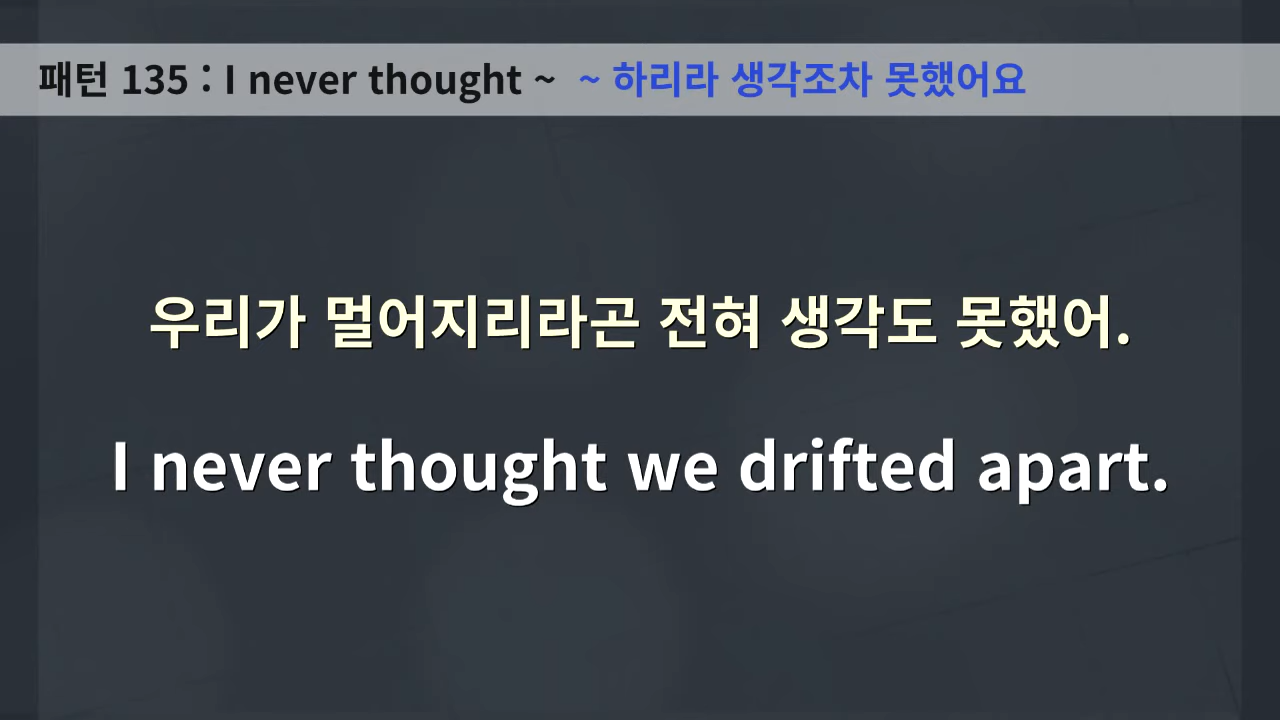 패턴 135 : I never thought ~ ~ 하리라 생각조차 못했어요
우리가 멀어지리라곤 전혀 생각도 못했어.
I never thought we drifted apart.